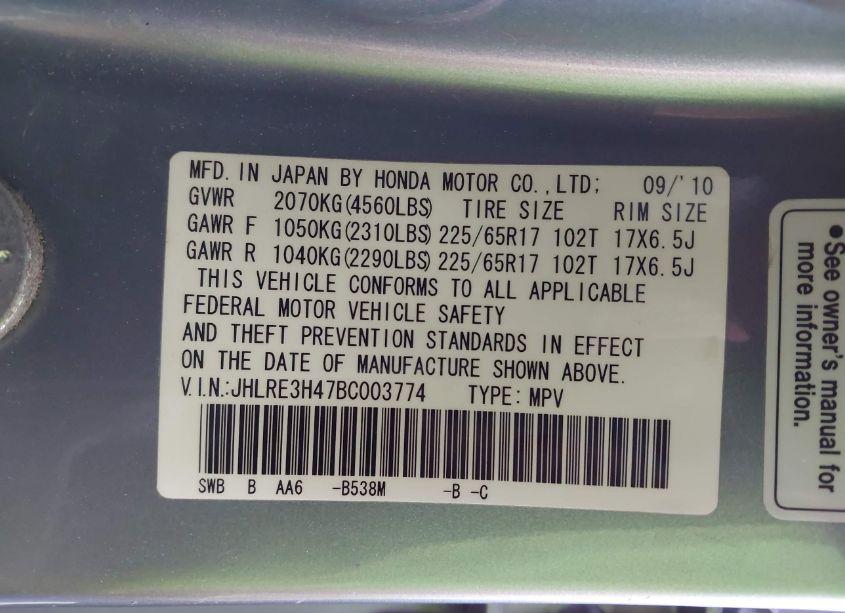 MFD. IN JAPAN BY HONDA MOTOR CO., LTD; 09/'10
GVWR 2070KG(4560LBS) TIRE SIZE RIM SIZE
GAWR F 1050KG(2310LBS) 225/65R17 102T 17X6.5J
GAWR R 1040KG(2290LBS) 225/65R17 102T 17X6.5J
THIS VEHICLE CONFORMS TO ALL APPLICABLE
FEDERAL MOTOR VEHICLE SAFETY
AND THEFT PREVENTION STANDARDS IN EFFECT
ON THE DATE OF MANUFACTURE SHOWN ABOVE.
V.I.N.:JHLRE3H47BC003774 TYPE: MPV
SWB B AA6 -B538M -B -C
•See owner's manual for
more information.